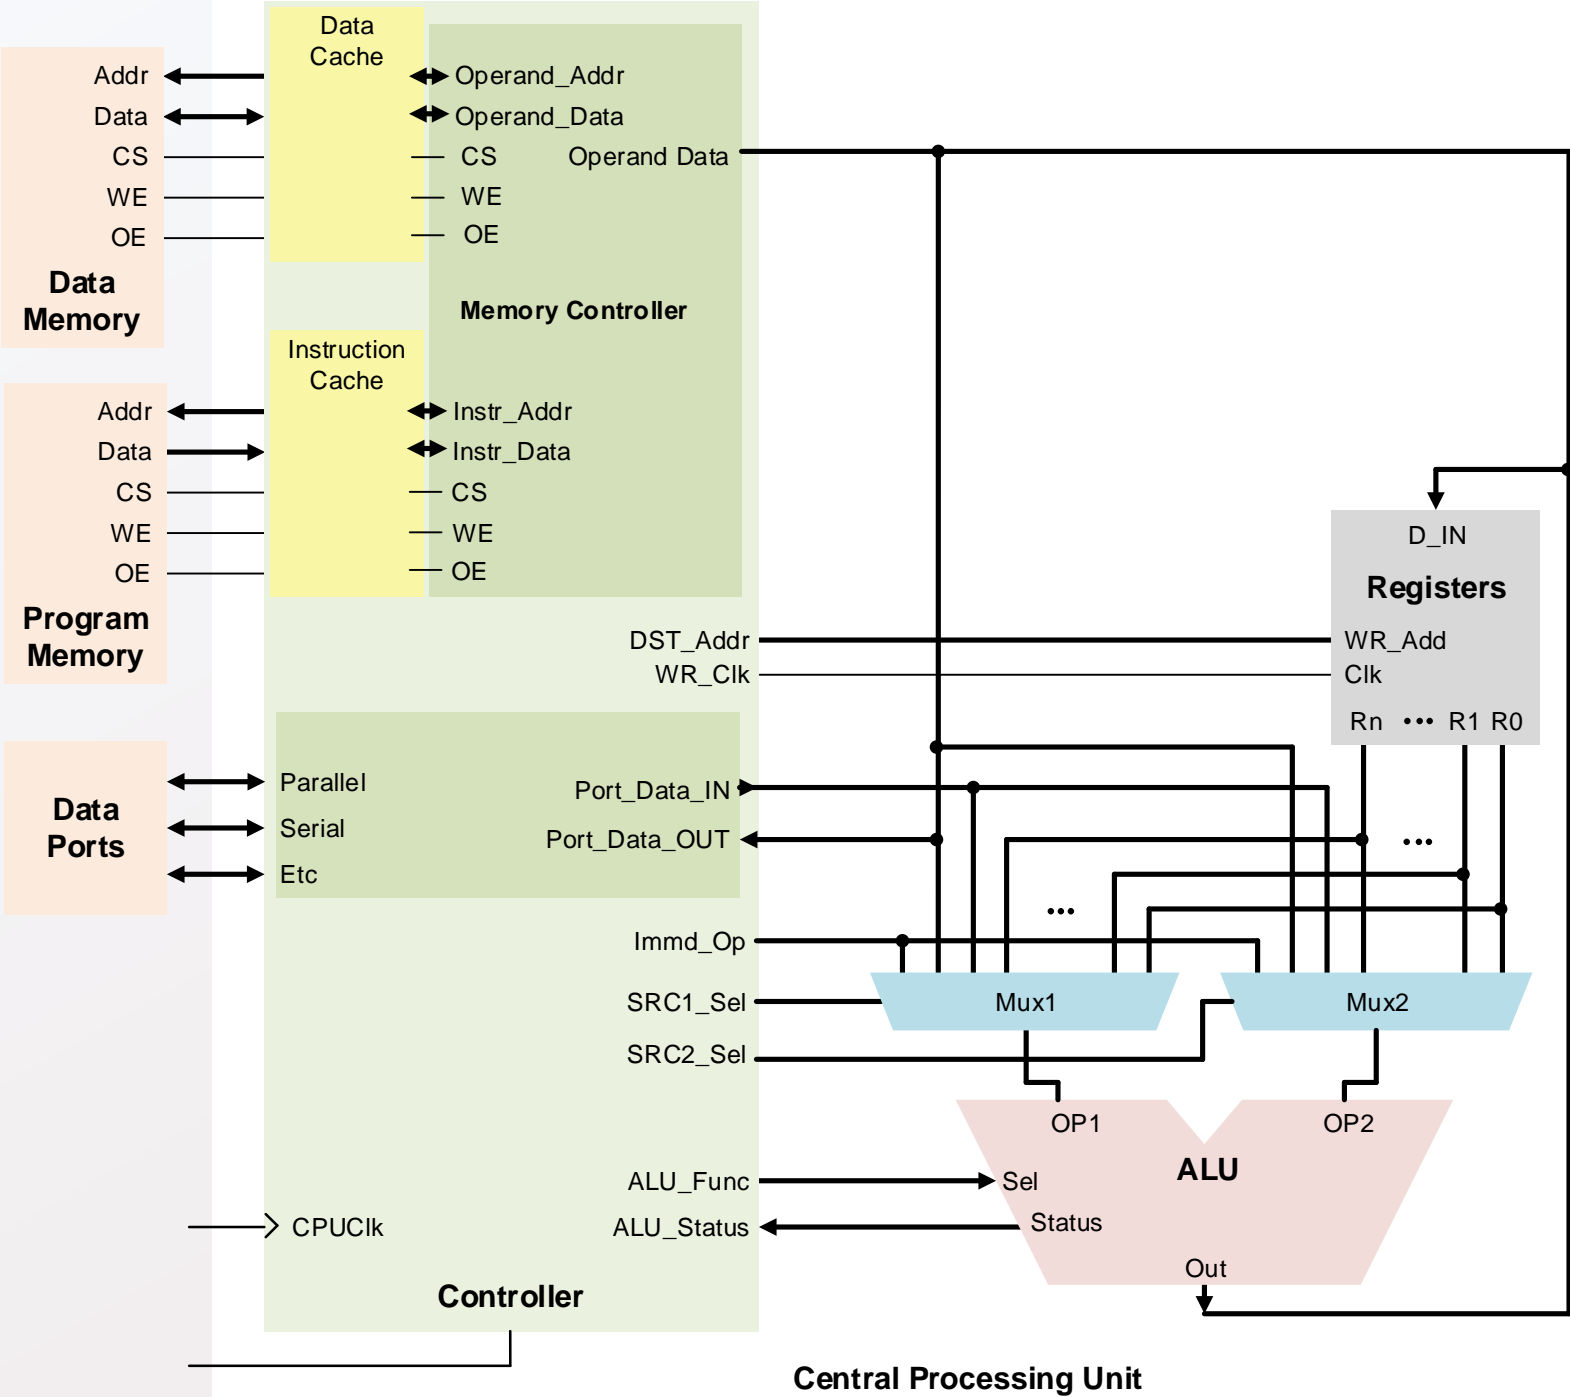 Data
Cache
Addr
Data
CS
WE
OE
Data
Memory
Operand_Addr
Operand_Data
CS
Operand Data
WE
OE
Memory Controller
Instruction
Cache
Addr
Data
CS
WE
OE
Program
Memory
Instr_Addr
Instr_Data
CS
WE
OE
D_IN
Registers
WR_Add
Clk
Rn ••• R1 R0
DST_Addr
WR_Clk
Data
Ports
Parallel
Serial
Etc
Port_Data_IN
Port_Data_OUT
•••
•••
Immd_Op
SRC1_Sel
SRC2_Sel
Mux1
Mux2
OP1
OP2
ALU
Sel
Status
Out
ALU_Func
ALU_Status
CPUClk
Controller
Central Processing Unit